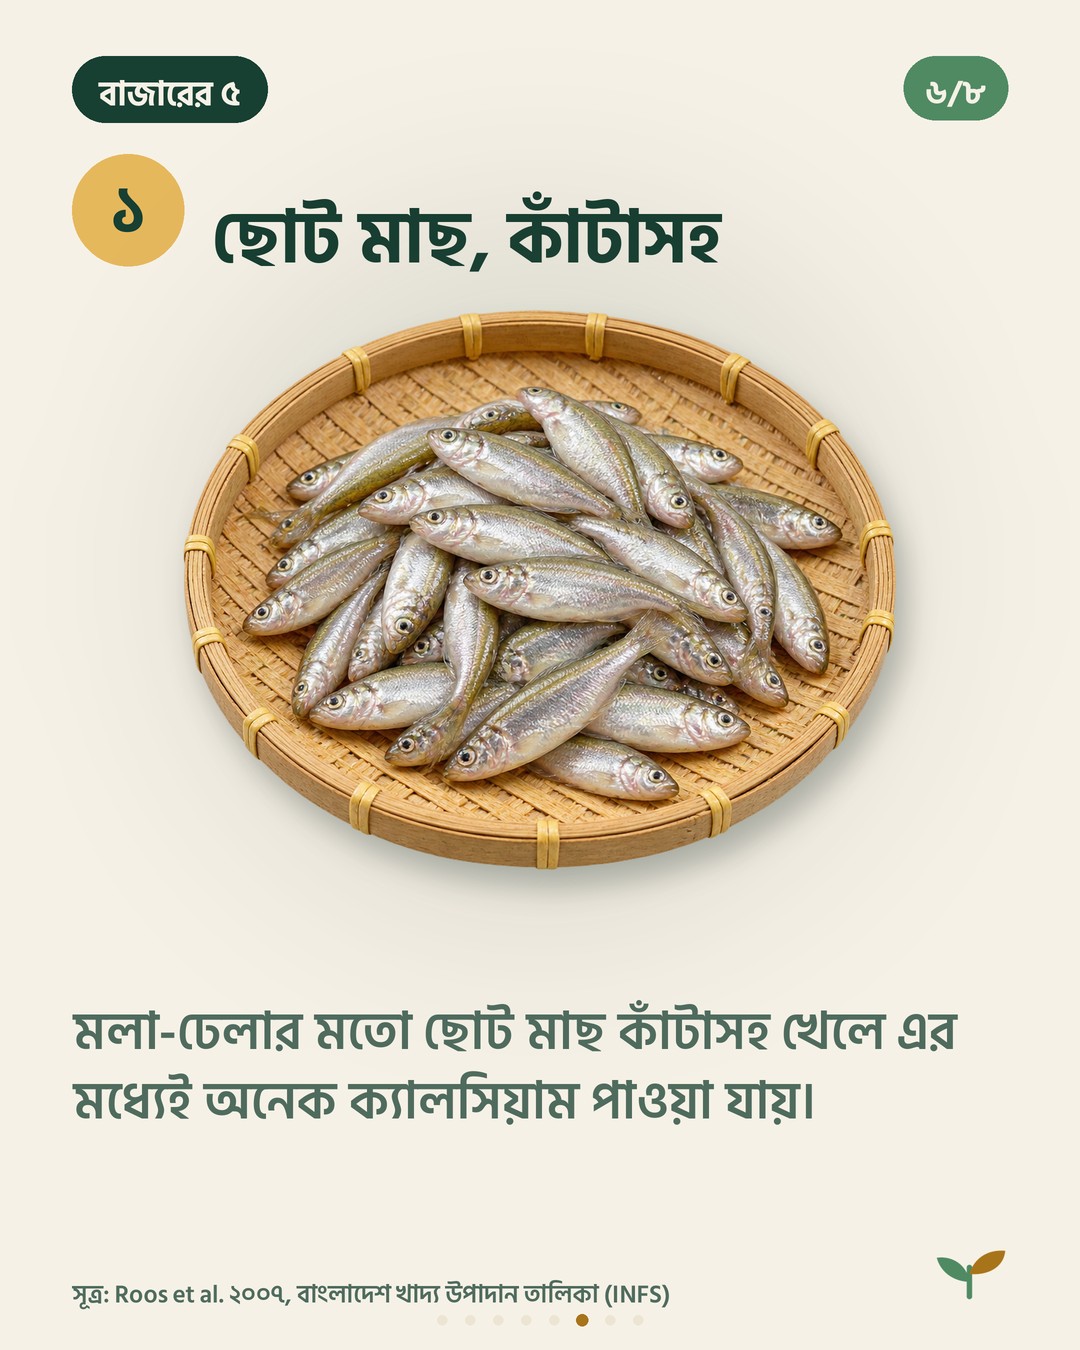 বাজারের ৫
৬/৮
১
ছোট মাছ, কাঁটাসহ
মলা-ঢেলার মতো ছোট মাছ কাঁটাসহ খেলে এর
মধ্যেই অনেক ক্যালসিয়াম পাওয়া যায়।
সূত্র: Roos et al. ২০০৭, বাংলাদেশ খাদ্য উপাদান তালিকা (INFS)